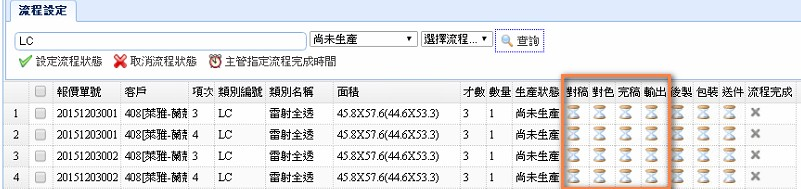 流程設定
LC 尚未生產 選擇流程... 查詢
設定流程狀態 取消流程狀態 主管指定流程完成時間
報價單號 客戶 項次 類別編號 類別名稱 面積 才數 數量 生產狀態 對稿 對色 完稿 輸出 後製 包裝 送件 流程完成
1 20151203001 408[萊雅-蘭 3 LC 雷射全透 45.8X57.6(44.6X53.3) 3 1 尚未生產
2 20151203001 408[萊雅-蘭 4 LC 雷射全透 45.8X57.6(44.6X53.3) 3 1 尚未生產
3 20151203002 408[萊雅-蘭 3 LC 雷射全透 45.8X57.6(44.6X53.3) 3 1 尚未生產
4 20151203002 408[萊雅-蘭 4 LC 雷射全透 45.8X57.6(44.6X53.3) 3 1 尚未生產